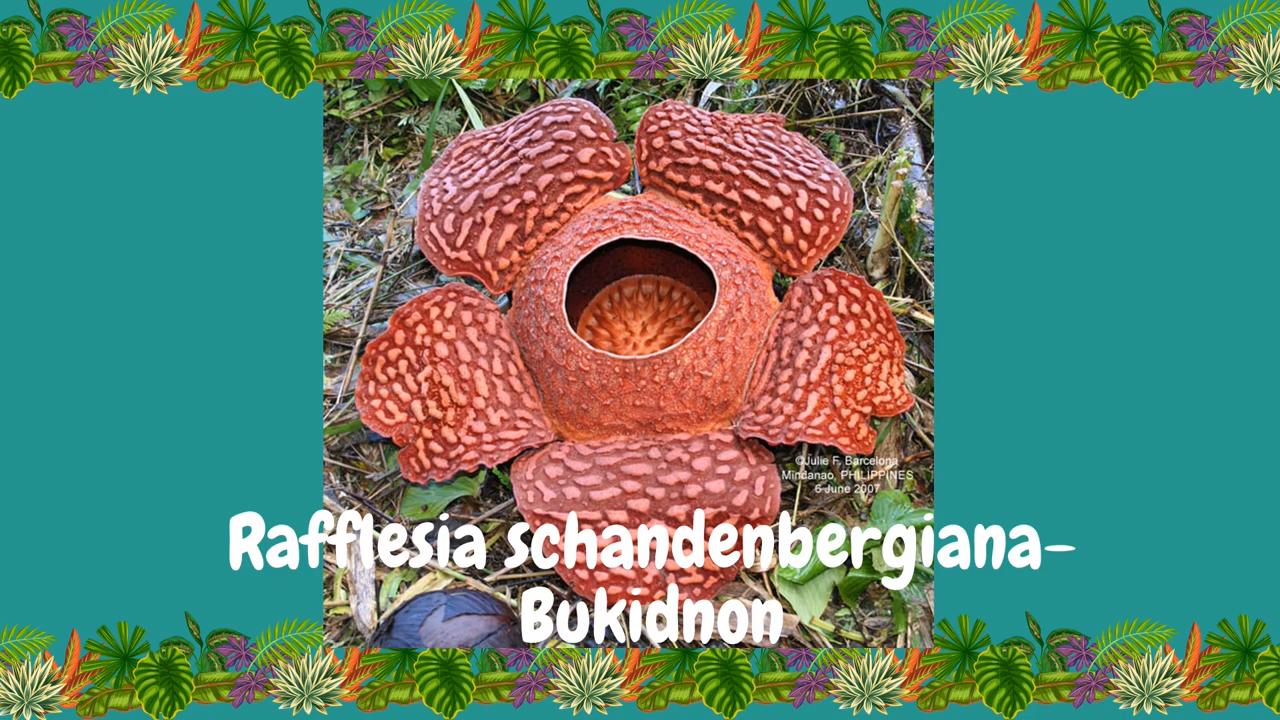 ©Julie F. Barcelona
Mindanao, PHILIPPINES
6 June 2007
Rafflesia schandenbergiana-
Bukidnon